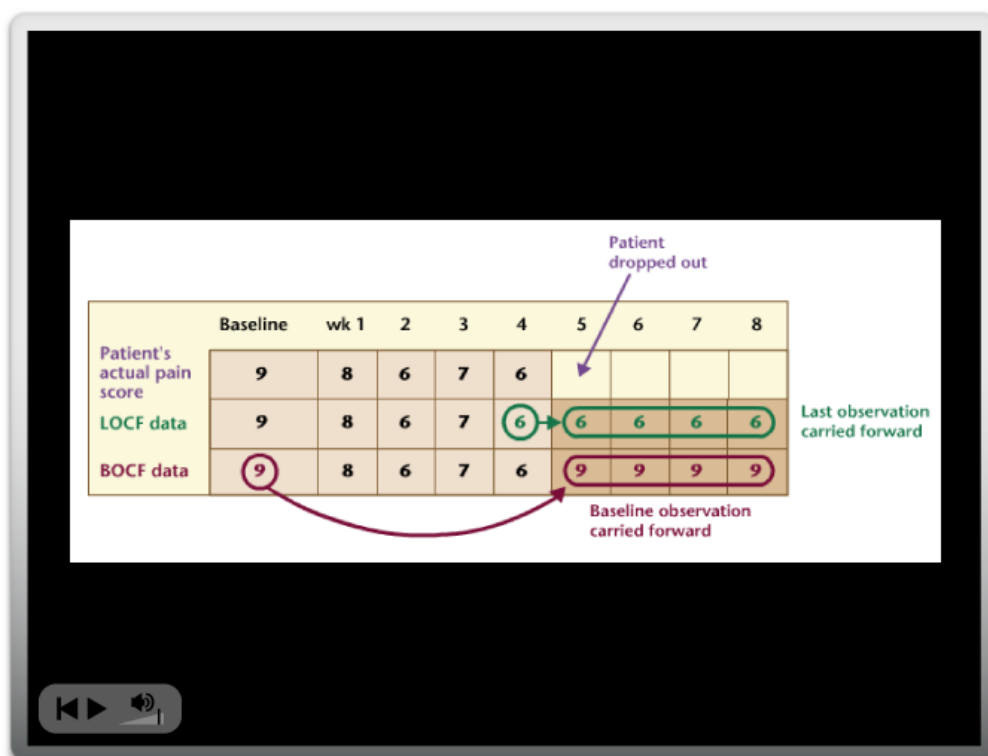 Patient
dropped out
Baseline wk 1 2 3 4 5 6 7 8
Patient's
actual pain
score
9 8 6 7 6
LOCF data 9 8 6 7 6 6 6 6 6
Last observation
carried forward
BOCF data 9 8 6 7 6 9 9 9 9
Baseline observation
carried forward